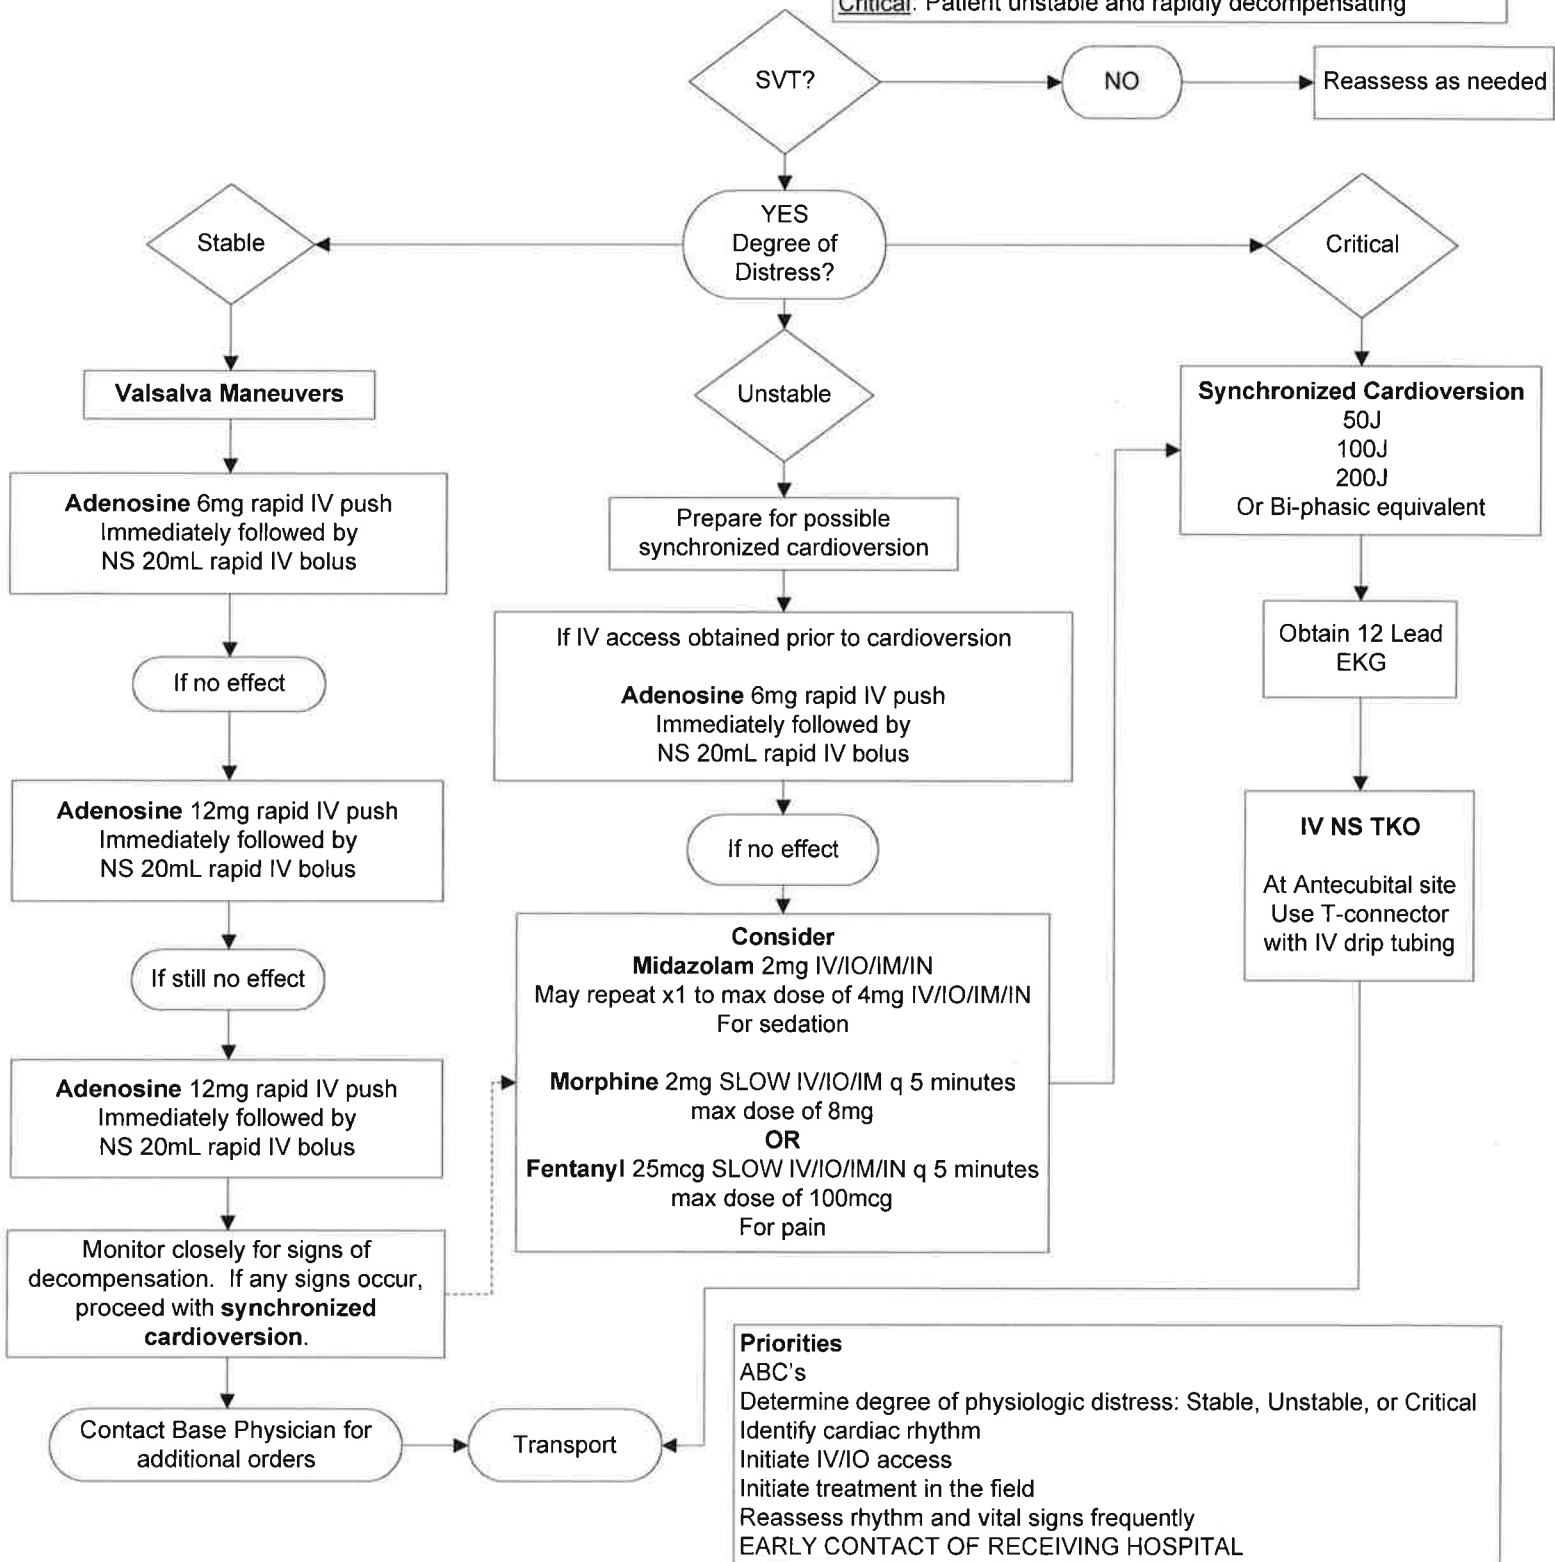 Critical: Patient unstable and rapidly decompensating
SVT?
NO
Reassess as needed
YES
Degree of
Distress?
Stable
Critical
Unstable
Valsalva Maneuvers
Adenosine 6mg rapid IV push
Immediately followed by
NS 20mL rapid IV bolus
If no effect
Adenosine 12mg rapid IV push
Immediately followed by
NS 20mL rapid IV bolus
If still no effect
Adenosine 12mg rapid IV push
Immediately followed by
NS 20mL rapid IV bolus
Monitor closely for signs of
decompensation. If any signs occur,
proceed with synchronized
cardioversion.
Contact Base Physician for
additional orders
Transport
Prepare for possible
synchronized cardioversion
If IV access obtained prior to cardioversion
Adenosine 6mg rapid IV push
Immediately followed by
NS 20mL rapid IV bolus
If no effect
Consider
Midazolam 2mg IV/IO/IM/IN
May repeat x1 to max dose of 4mg IV/IO/IM/IN
For sedation
Morphine 2mg SLOW IV/IO/IM q 5 minutes
max dose of 8mg
OR
Fentanyl 25mcg SLOW IV/IO/IM/IN q 5 minutes
max dose of 100mcg
For pain
Synchronized Cardioversion
50J
100J
200J
Or Bi-phasic equivalent
Obtain 12 Lead
EKG
IV NS TKO
At Antecubital site
Use T-connector
with IV drip tubing
Priorities
ABC's
Determine degree of physiologic distress: Stable, Unstable, or Critical
Identify cardiac rhythm
Initiate IV/IO access
Initiate treatment in the field
Reassess rhythm and vital signs frequently
EARLY CONTACT OF RECEIVING HOSPITAL